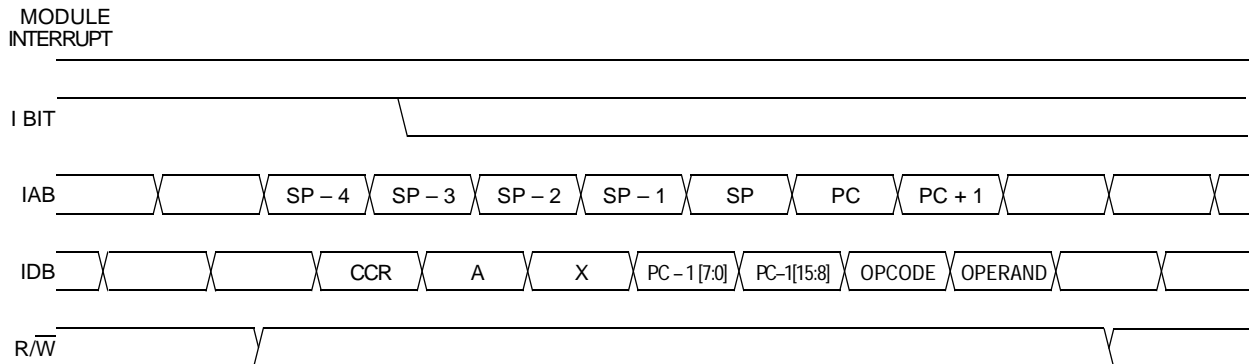 MODULE
INTERRUPT
I BIT
IAB SP – 4 SP – 3 SP – 2 SP – 1 SP PC PC + 1
IDB CCR A X PC – 1 [7:0] PC–1[15:8] OPCODE OPERAND
R/W̅